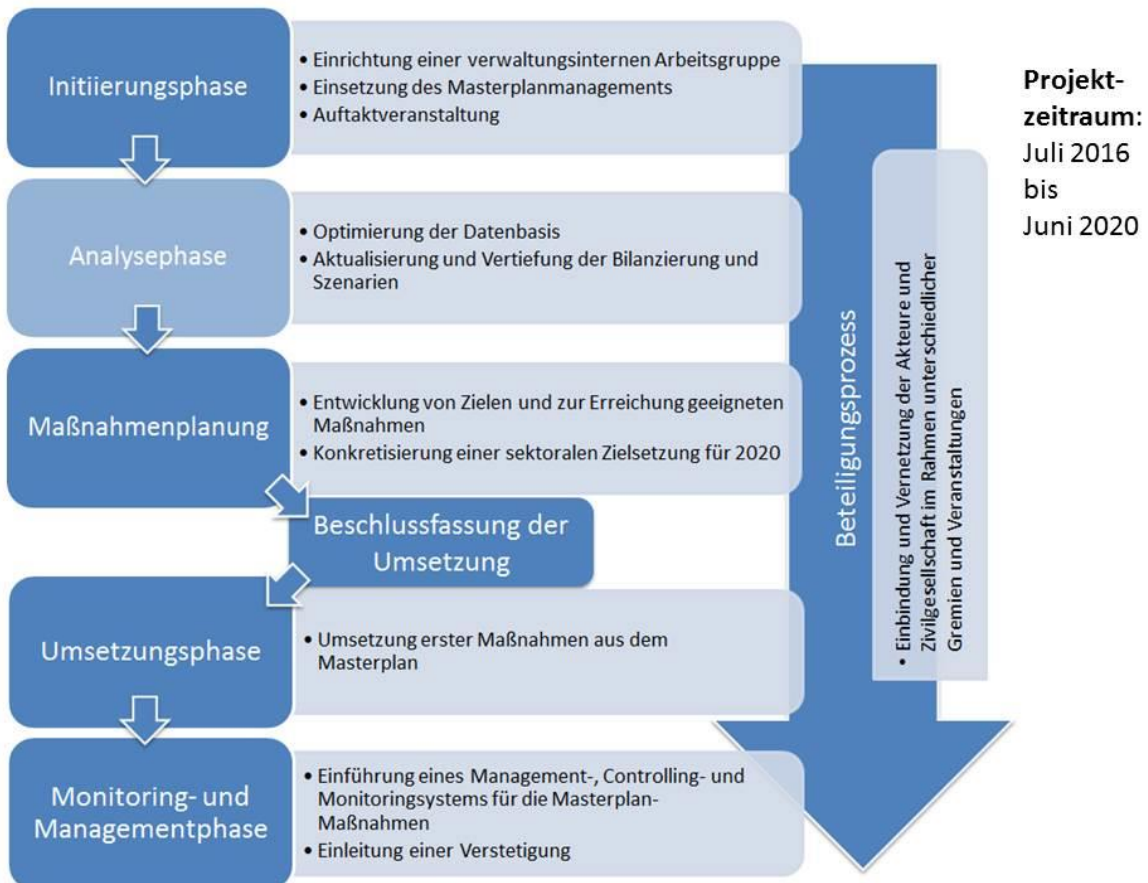 Initiierungsphase
• Einrichtung einer verwaltungsinternen Arbeitsgruppe
• Einsetzung des Masterplanmanagements
• Auftaktveranstaltung
Analysephase
• Optimierung der Datenbasis
• Aktualisierung und Vertiefung der Bilanzierung und
Szenarien
Maßnahmenplanung
• Entwicklung von Zielen und zur Erreichung geeigneten
Maßnahmen
• Konkretisierung einer sektoralen Zielsetzung für 2020
Beschlussfassung der
Umsetzung
Umsetzungsphase
• Umsetzung erster Maßnahmen aus dem
Masterplan
Monitoring- und
Managementphase
• Einführung eines Management-, Controlling- und
Monitoringsystems für die Masterplan-
Maßnahmen
• Einleitung einer Verstetigung
Beteiligungsprozess
• Einbindung und Vernetzung der Akteure und
Zivilgesellschaft im Rahmen unterschiedlicher
Gremien und Veranstaltungen
Projekt-
zeitraum:
Juli 2016
bis
Juni 2020